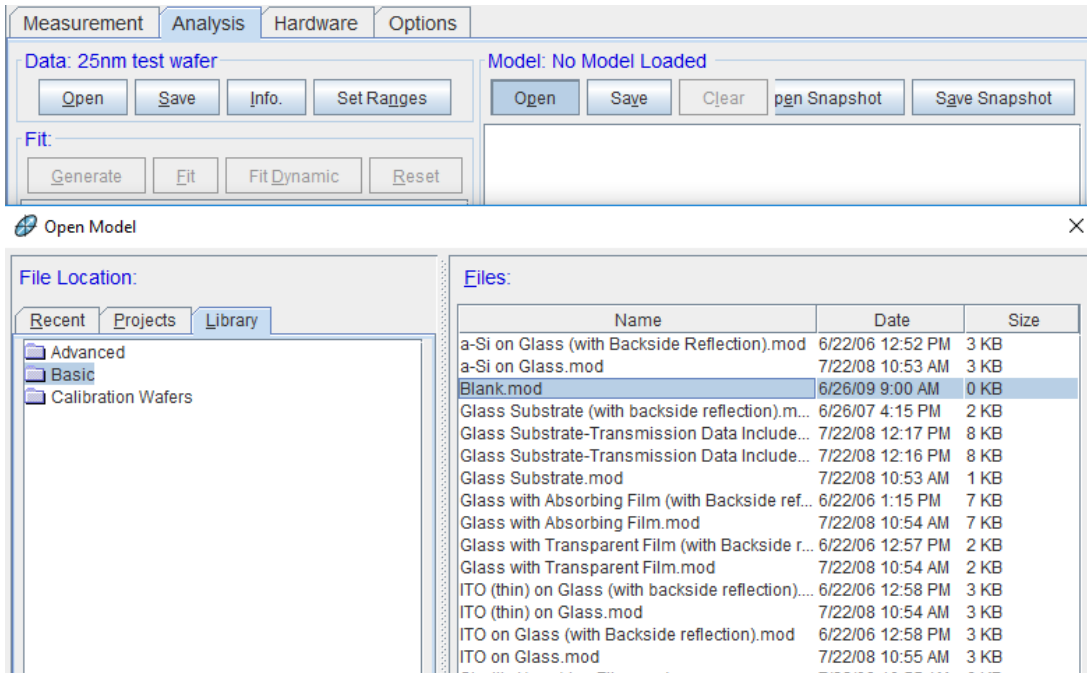 Measurement Analysis Hardware Options
Data: 25nm test wafer
Open Save Info. Set Ranges
Fit:
Generate Fit Fit Dynamic Reset
Model: No Model Loaded
Open Save Clear pen Snapshot Save Snapshot
Open Model
File Location:
Recent Projects Library
Advanced
Basic
Calibration Wafers
Files:
Name Date Size
a-Si on Glass (with Backside Reflection).mod 6/22/06 12:52 PM 3 KB
a-Si on Glass.mod 7/22/08 10:53 AM 3 KB
Blank.mod 6/26/09 9:00 AM 0 KB
Glass Substrate (with backside reflection).m... 6/26/07 4:15 PM 2 KB
Glass Substrate-Transmission Data Include... 7/22/08 12:17 PM 8 KB
Glass Substrate-Transmission Data Include... 7/22/08 12:16 PM 8 KB
Glass Substrate.mod 7/22/08 10:53 AM 1 KB
Glass with Absorbing Film (with Backside ref... 6/22/06 1:15 PM 7 KB
Glass with Absorbing Film.mod 7/22/08 10:54 AM 7 KB
Glass with Transparent Film (with Backside r... 6/22/06 12:57 PM 2 KB
Glass with Transparent Film.mod 7/22/08 10:54 AM 2 KB
ITO (thin) on Glass (with backside reflection).... 6/22/06 12:58 PM 3 KB
ITO (thin) on Glass.mod 7/22/08 10:54 AM 3 KB
ITO on Glass (with Backside reflection).mod 6/22/06 12:58 PM 3 KB
ITO on Glass.mod 7/22/08 10:55 AM 3 KB